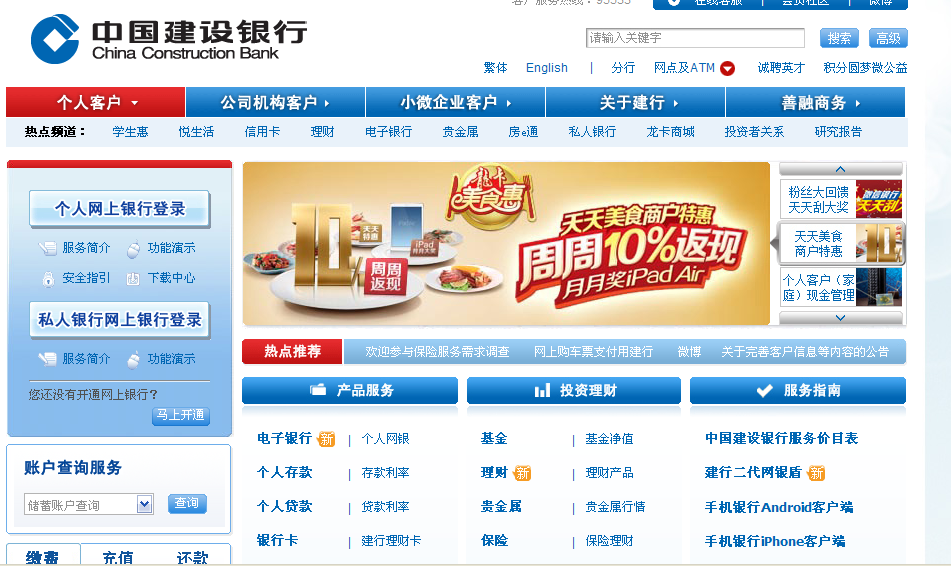 客户服务热线：95533 在线客服 | 会员社区 | 微博
中国建设银行
China Construction Bank
请输入关键字 搜索 高级
繁体 English | 分行 网点及ATM 诚聘英才 积分圆梦微公益
个人客户 公司机构客户 小微企业客户 关于建行 善融商务
热点频道： 学生惠 悦生活 信用卡 理财 电子银行 贵金属 房e通 私人银行 龙卡商城 投资者关系 研究报告
个人网上银行登录
服务简介 功能演示
安全指引 下载中心
私人银行网上银行登录
服务简介 功能演示
您还没有开通网上银行？
马上开通
账户查询服务
储蓄账户查询 查询
缴费 充值 还款
龙卡
美食惠
10%
天天
特惠
iPad
周周
返现
天天美食商户特惠
周周10%返现
月月奖iPad Air
粉丝大回馈
天天刮大奖
天天美食
商户特惠
个人客户（家
庭）现金管理
热点推荐 欢迎参与保险服务需求调查 网上购车票支付用建行 微博 关于完善客户信息等内容的公告
产品服务 投资理财 服务指南
电子银行 新 | 个人网银 基金 | 基金净值 中国建设银行服务价目表
个人存款 | 存款利率 理财 新 | 理财产品 建行二代网银盾 新
个人贷款 | 贷款利率 贵金属 | 贵金属行情 手机银行Android客户端
银行卡 | 建行理财卡 保险 | 保险理财 手机银行iPhone客户端